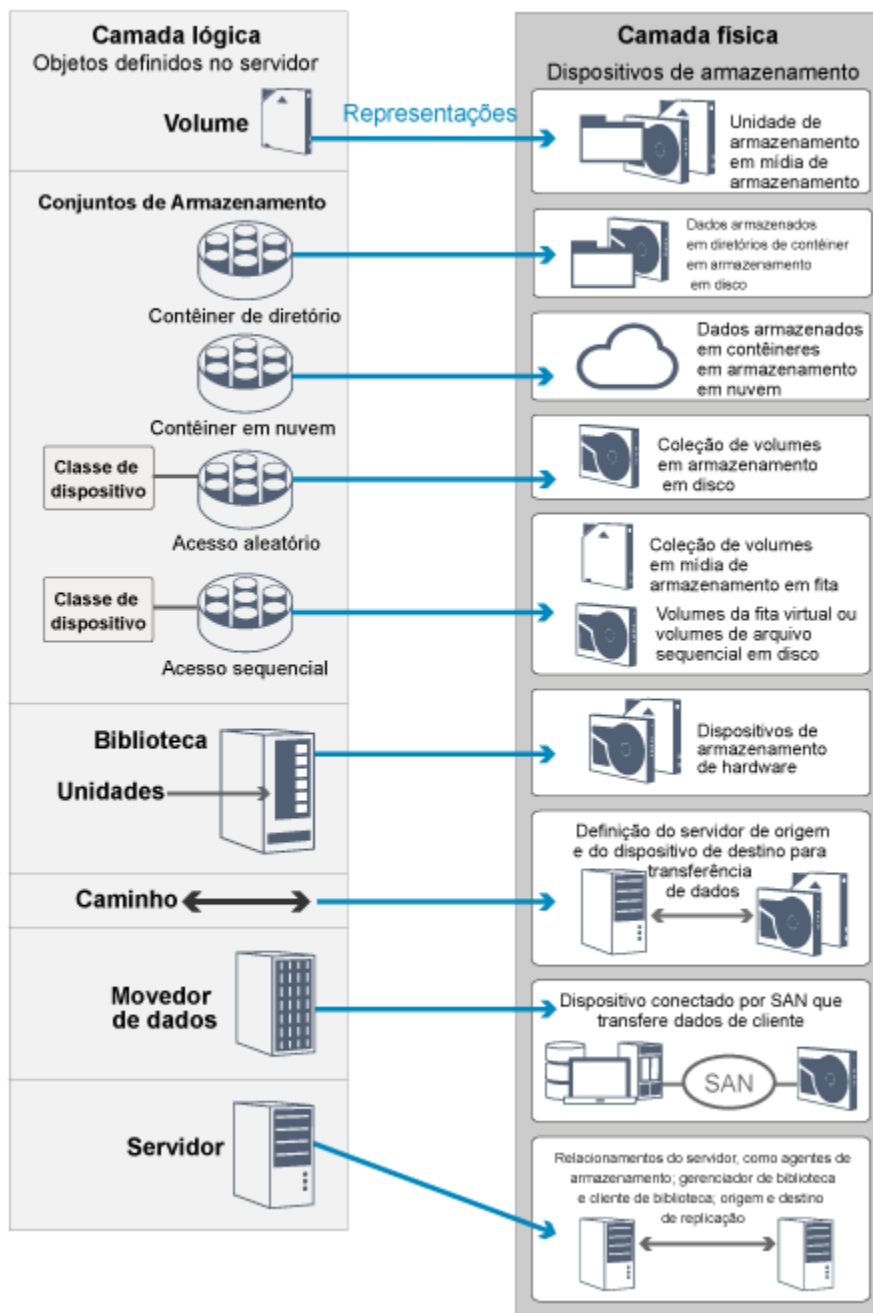 Camada lógica
Objetos definidos no servidor
Volume
Representações
Conjuntos de Armazenamento
Contêiner de diretório
Contêiner em nuvem
Classe de
dispositivo
Acesso aleatório
Classe de
dispositivo
Acesso sequencial
Biblioteca
Unidades
Caminho
Movedor
de dados
Servidor
Camada física
Dispositivos de armazenamento
Unidade de
armazenamento
em mídia de
armazenamento
Dados armazenados
em diretórios de contêiner
em armazenamento
em disco
Dados armazenados
em contêineres
em armazenamento
em nuvem
Coleção de volumes
em armazenamento
em disco
Coleção de volumes
em mídia de
armazenamento em fita
Volumes da fita virtual ou
volumes de arquivo
sequencial em disco
Dispositivos de
armazenamento
de hardware
Definição do servidor de origem
e do dispositivo de destino para
transferência
de dados
Dispositivo conectado por SAN que
transfere dados de cliente
SAN
Relacionamentos do servidor, como agentes de
armazenamento; gerenciador de biblioteca
e cliente de biblioteca; origem e destino
de replicação